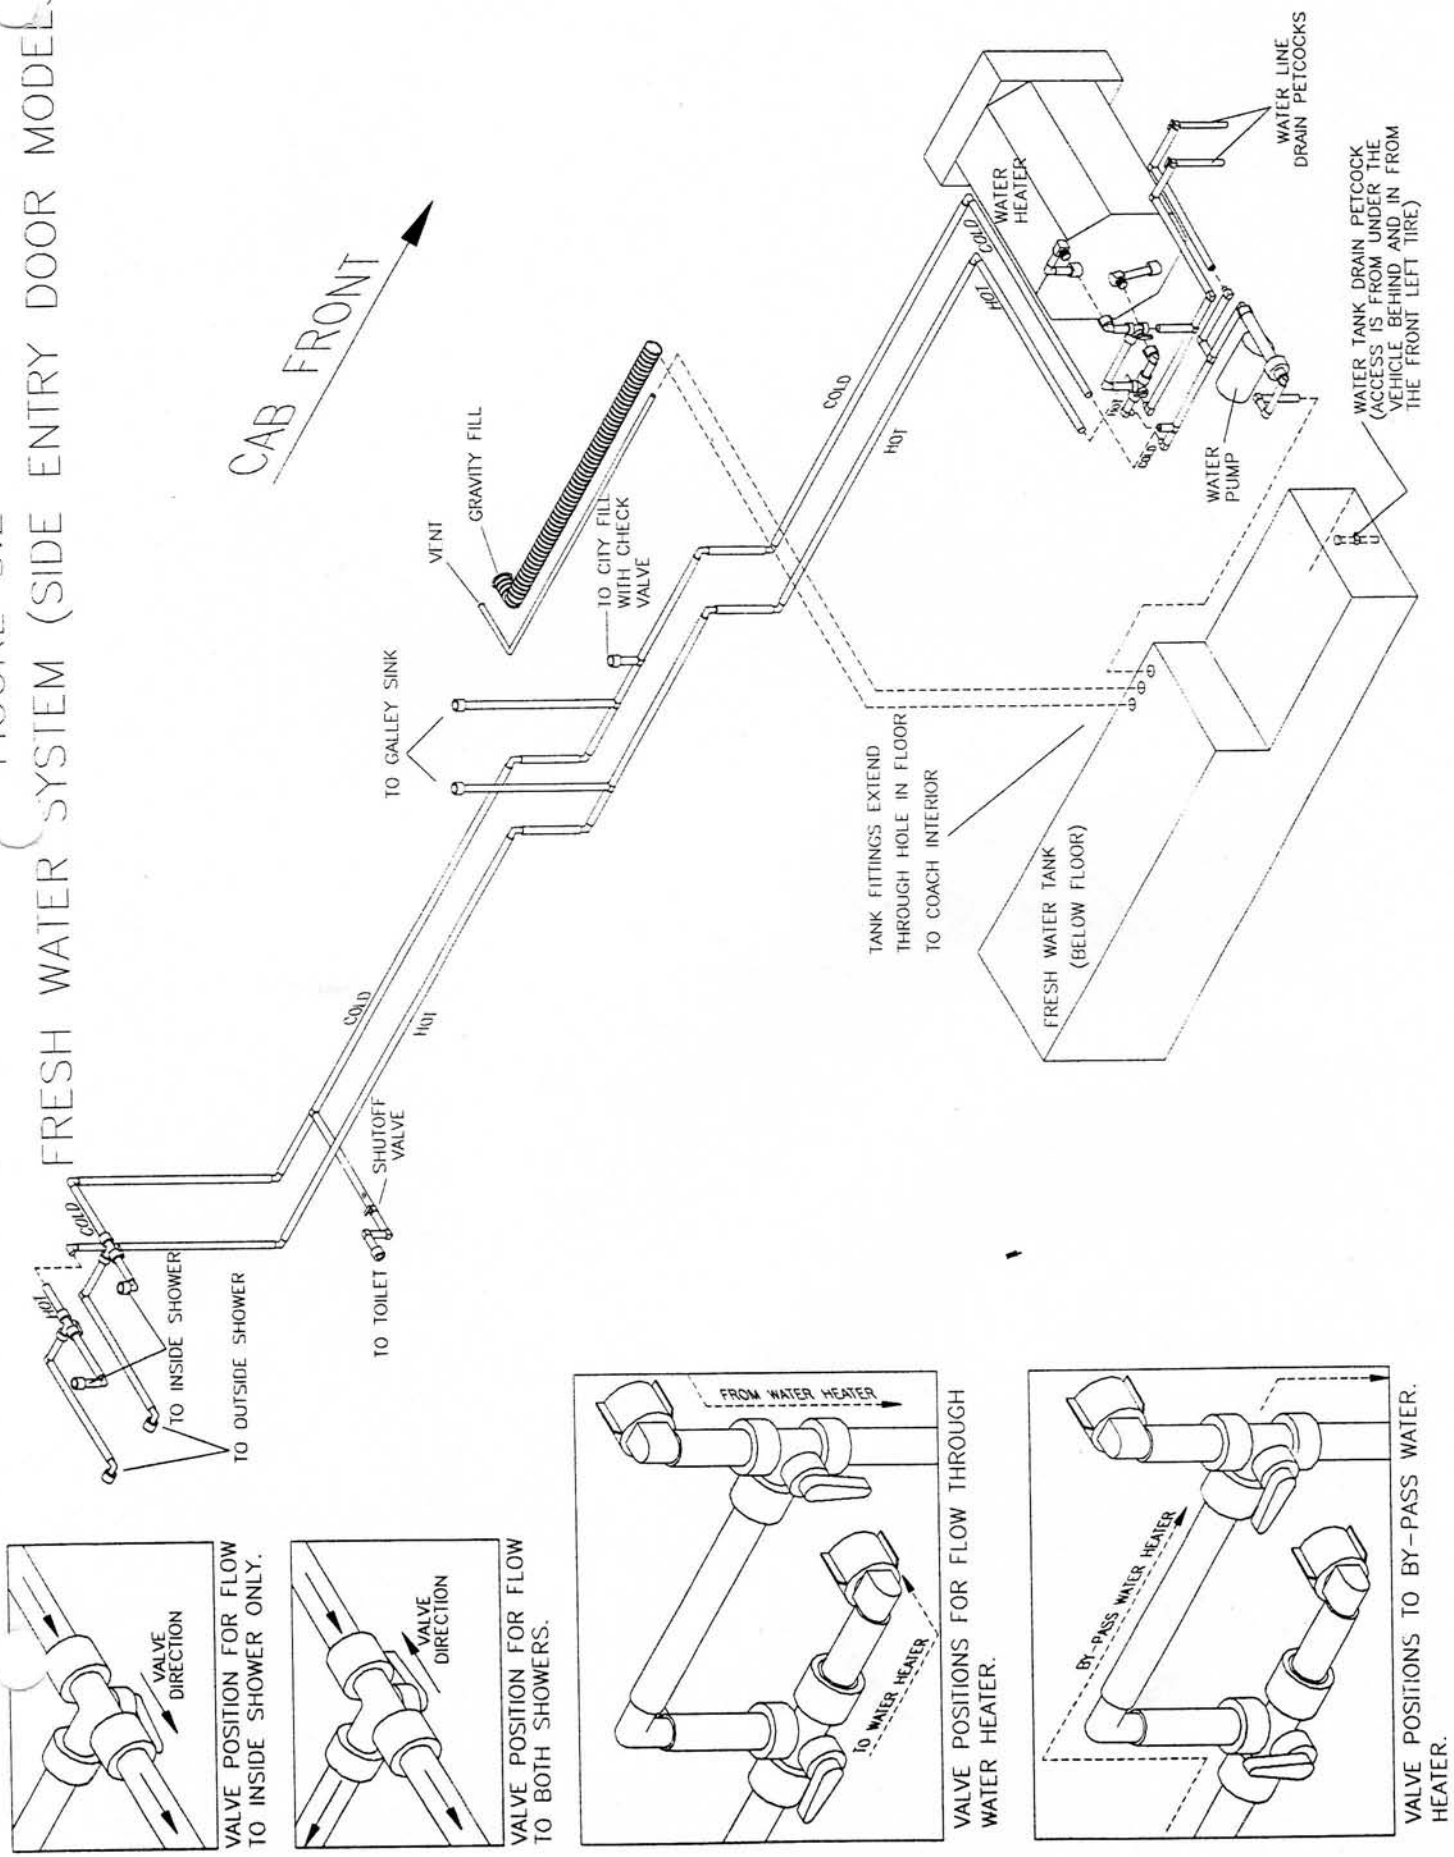 FRESH WATER SYSTEM (SIDE ENTRY DOOR MODELS
CAB FRONT
HOT
COLD
TO INSIDE SHOWER
TO OUTSIDE SHOWER
TO TOILET
SHUTOFF
VALVE
COLD
HOT
TO GALLEY SINK
VENT
GRAVITY FILL
TO CITY FILL
WITH CHECK
VALVE
COLD
HOT
COLD
HOT
WATER
HEATER
HOT
COLD
WATER
PUMP
WATER LINE
DRAIN PETCOCKS
WATER TANK DRAIN PETCOCK
(ACCESS IS FROM UNDER THE
VEHICLE BEHIND AND IN FROM
THE FRONT LEFT TIRE)
TANK FITTINGS EXTEND
THROUGH HOLE IN FLOOR
TO COACH INTERIOR
FRESH WATER TANK
(BELOW FLOOR)
VALVE
DIRECTION
VALVE POSITION FOR FLOW
TO INSIDE SHOWER ONLY.
VALVE
DIRECTION
VALVE POSITION FOR FLOW
TO BOTH SHOWERS.
FROM WATER HEATER
TO WATER HEATER
VALVE POSITIONS FOR FLOW THROUGH
WATER HEATER.
BY-PASS WATER HEATER
VALVE POSITIONS TO BY-PASS WATER.
HEATER.